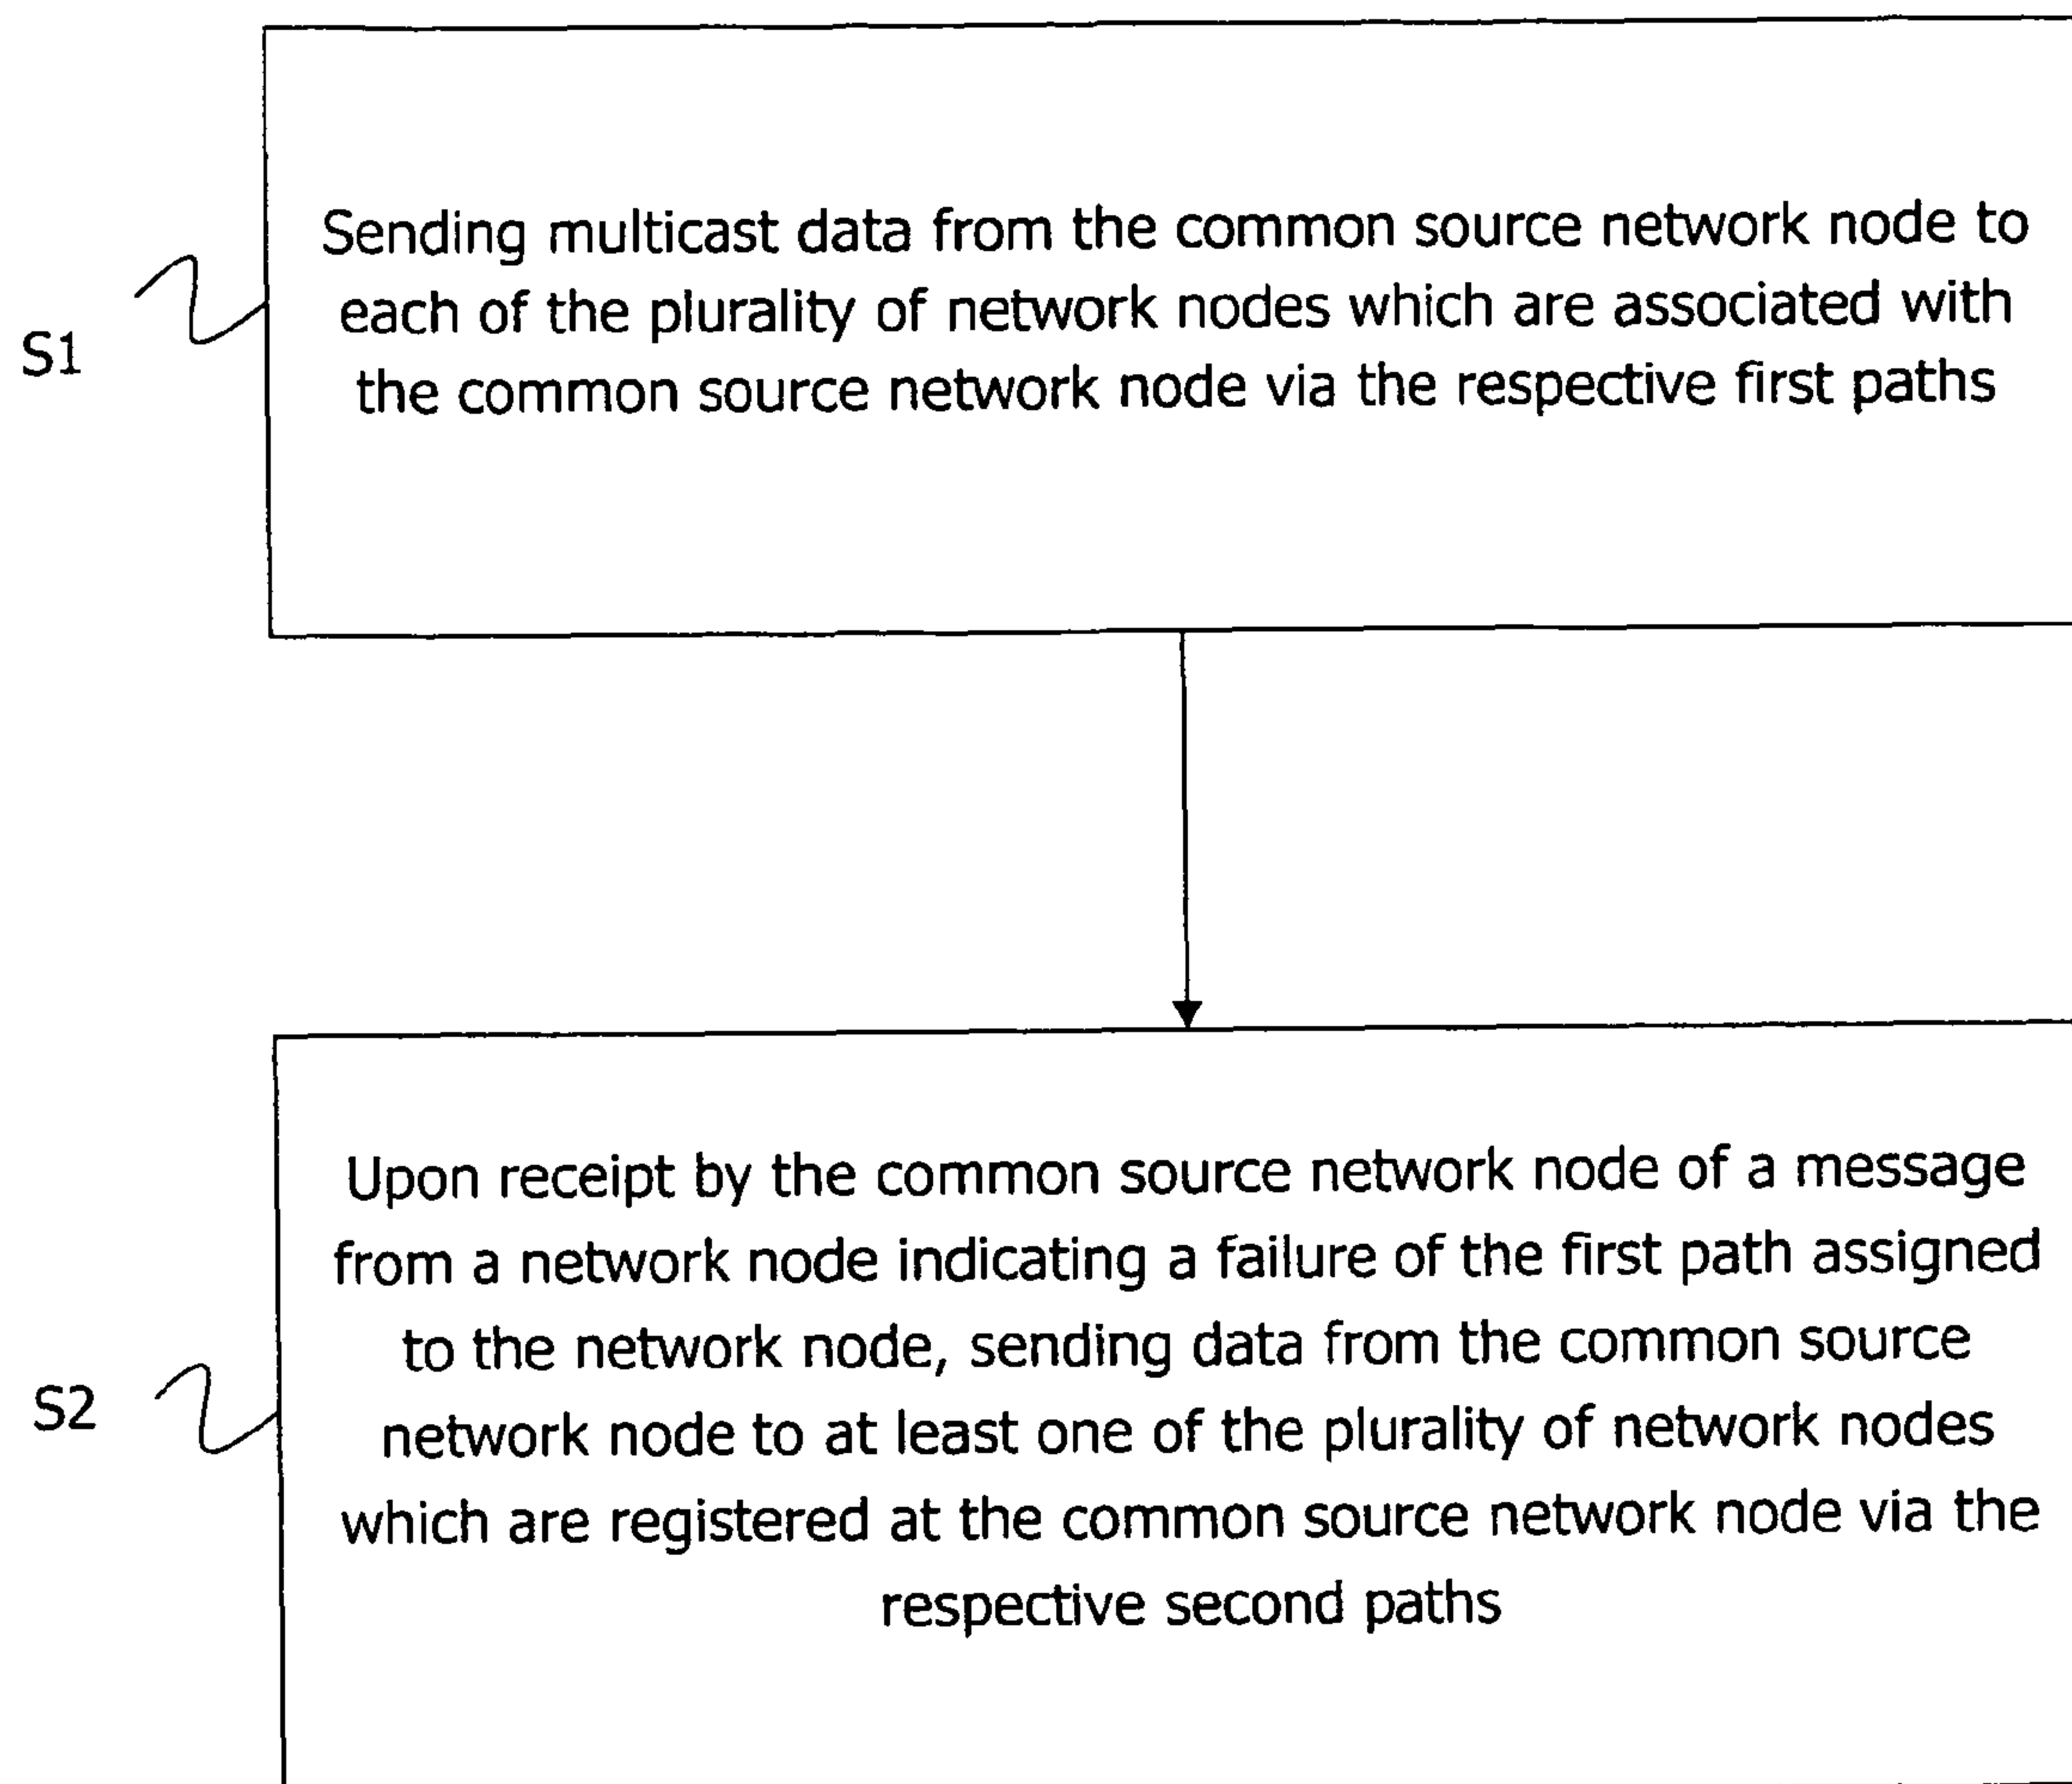 Sending multicast data from the common source network node to
each of the plurality of network nodes which are associated with
the common source network node via the respective first paths
S1
Upon receipt by the common source network node of a message
from a network node indicating a failure of the first path assigned
to the network node, sending data from the common source
network node to at least one of the plurality of network nodes
which are registered at the common source network node via the
respective second paths
S2